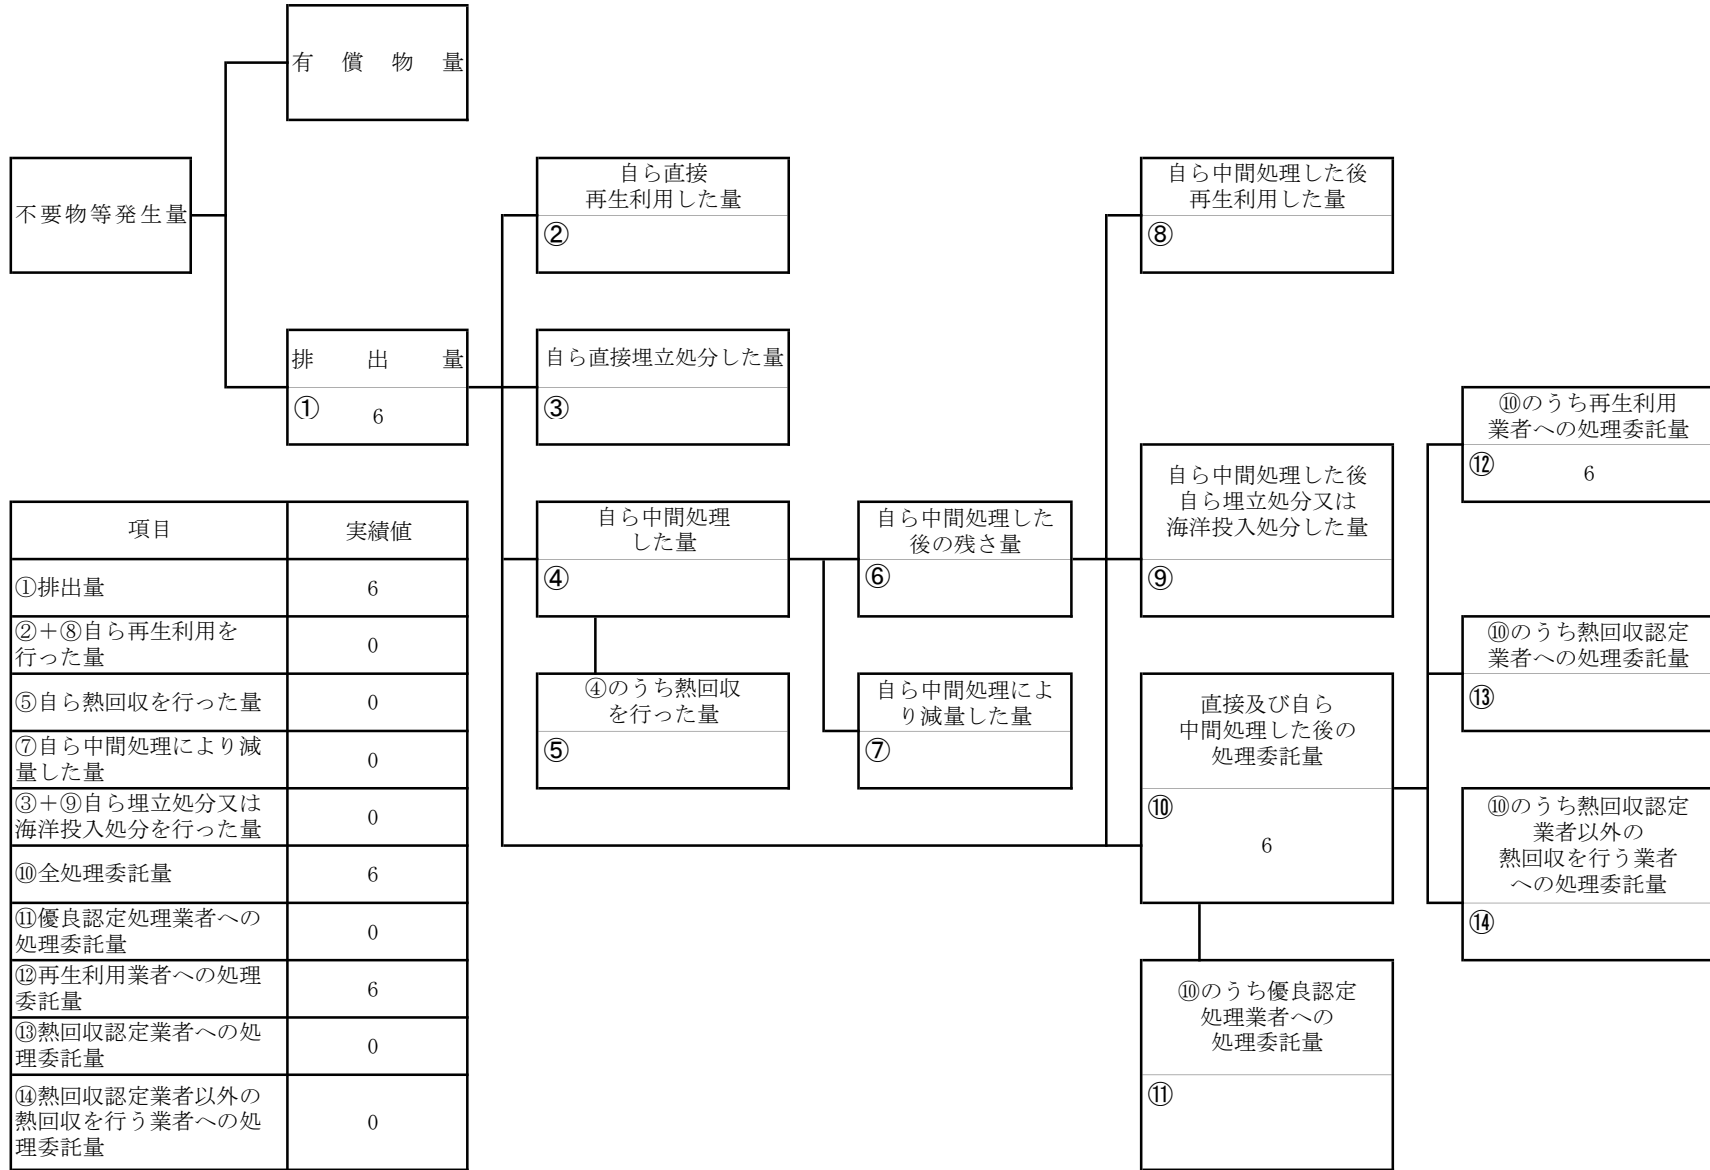 有償物量
不要物等発生量
排出量
① 6
自ら直接
再生利用した量
②
自ら直接埋立処分した量
③
自ら中間処理
した量
④
④のうち熱回収
を行った量
⑤
自ら中間処理した
後の残さ量
⑥
自ら中間処理によ
り減量した量
⑦
自ら中間処理した後
再生利用した量
⑧
自ら中間処理した後
自ら埋立処分又は
海洋投入処分した量
⑨
直接及び自ら
中間処理した後の
処理委託量
⑩
6
⑩のうち優良認定
処理業者への
処理委託量
⑪
⑩のうち再生利用
業者への処理委託量
⑫ 6
⑩のうち熱回収認定
業者への処理委託量
⑬
⑩のうち熱回収認定
業者以外の
熱回収を行う業者
への処理委託量
⑭
項目 実績値
①排出量 6
②＋⑧自ら再生利用を
行った量 0
⑤自ら熱回収を行った量 0
⑦自ら中間処理により減
量した量 0
③＋⑨自ら埋立処分又は
海洋投入処分を行った量 0
⑩全処理委託量 6
⑪優良認定処理業者への
処理委託量 0
⑫再生利用業者への処理
委託量 6
⑬熱回収認定業者への処
理委託量 0
⑭熱回収認定業者以外の
熱回収を行う業者への処
理委託量 0